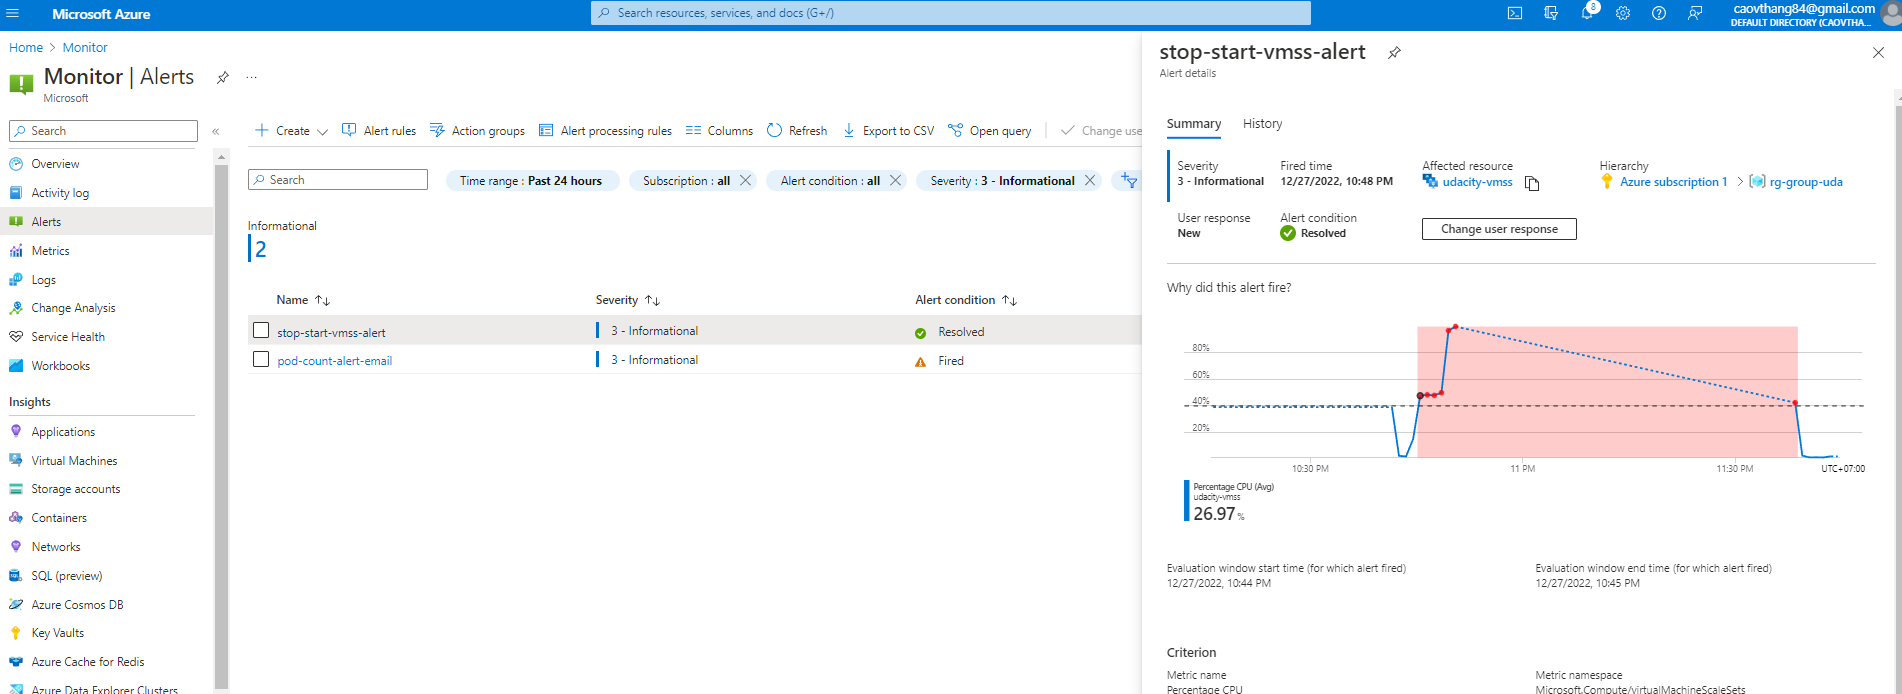 Microsoft Azure
Search resources, services, and docs (G+/)
8
caovthang84@gmail.com
DEFAULT DIRECTORY (CAOVTHA...
Home > Monitor
Monitor | Alerts
...
Microsoft
Search
«
Overview
Activity log
Alerts
Metrics
Logs
Change Analysis
Service Health
Workbooks
Insights
Applications
Virtual Machines
Storage accounts
Containers
Networks
SQL (preview)
Azure Cosmos DB
Key Vaults
Azure Cache for Redis
Azure Data Explorer Clusters
Create
Alert rules
Action groups
Alert processing rules
Columns
Refresh
Export to CSV
Open query
Change use
Search
Time range : Past 24 hours
Subscription : all
Alert condition : all
Severity : 3 - Informational
Informational
2
Name ↑↓ Severity ↑↓ Alert condition ↑↓
stop-start-vmss-alert 3 - Informational Resolved
pod-count-alert-email 3 - Informational Fired
stop-start-vmss-alert
Alert details
Summary History
Severity
3 - Informational
Fired time
12/27/2022, 10:48 PM
Affected resource
udacity-vmss
Hierarchy
Azure subscription 1 > rg-group-uda
User response
New
Alert condition
Resolved
Change user response
Why did this alert fire?
80%
60%
40%
20%
10:30 PM 11 PM 11:30 PM UTC+07:00
Percentage CPU (Avg)
udacity-vmss
26.97 %
Evaluation window start time (for which alert fired)
12/27/2022, 10:44 PM
Evaluation window end time (for which alert fired)
12/27/2022, 10:45 PM
Criterion
Metric name
Percentage CPU
Metric namespace
Microsoft.Compute/virtualMachineScaleSets